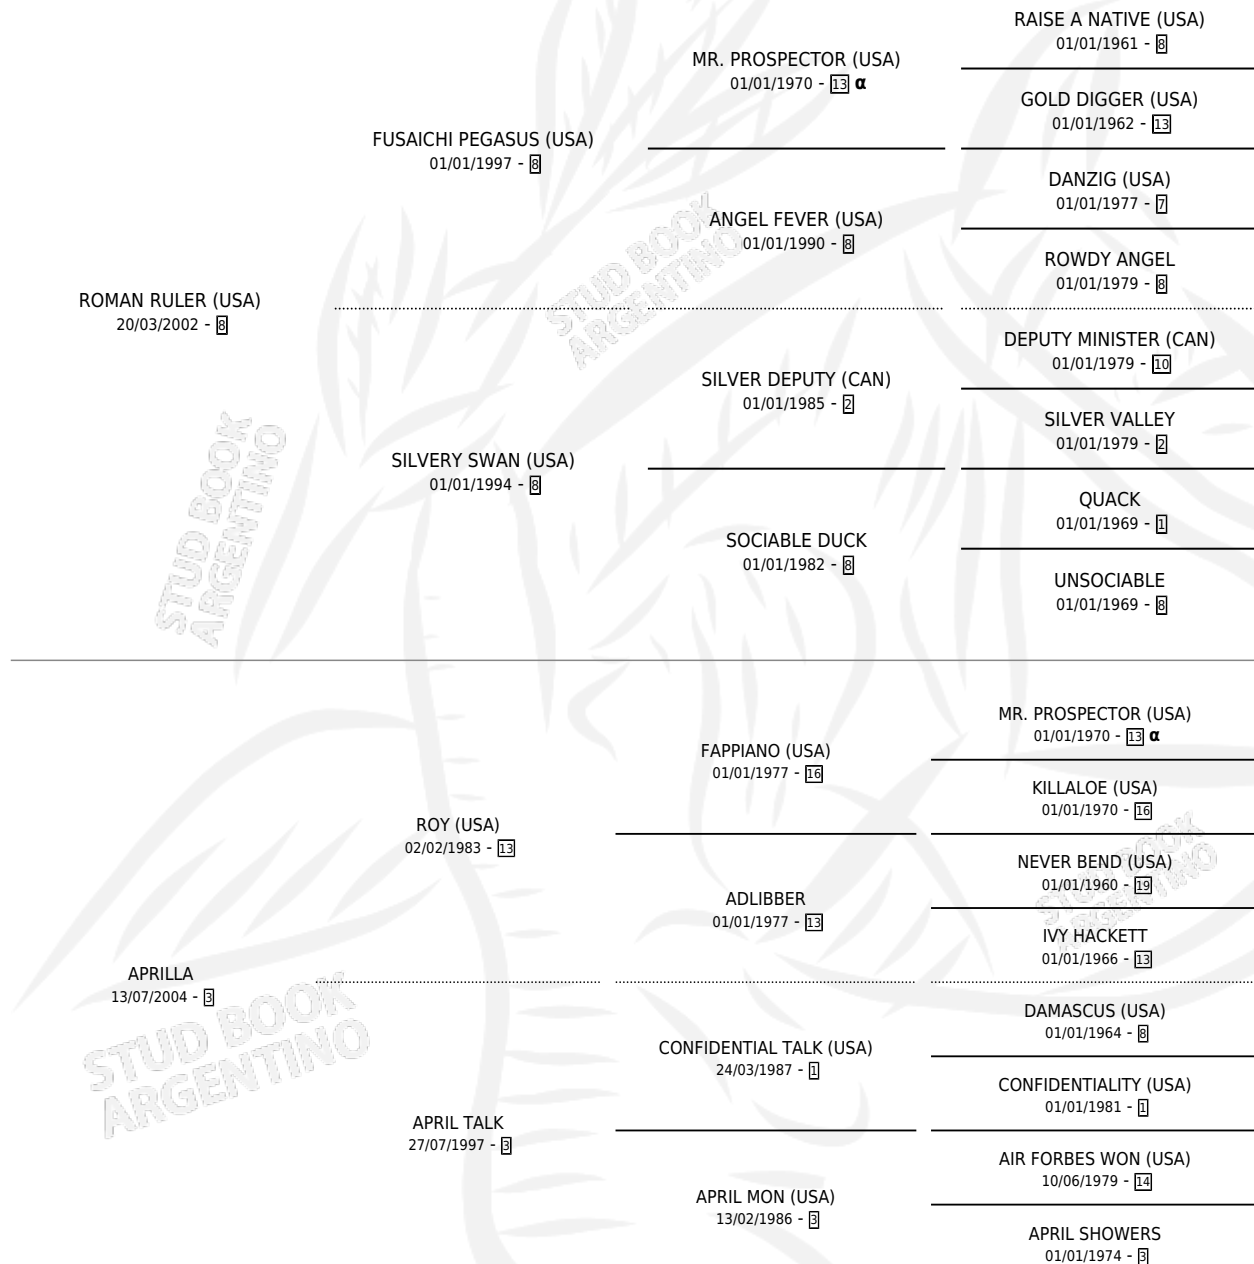 RAISE A NATIVE (USA)
01/01/1961 - 8
MR. PROSPECTOR (USA)
01/01/1970 - 13 α
GOLD DIGGER (USA)
01/01/1962 - 13
FUSAICHI PEGASUS (USA)
01/01/1997 - 8
DANZIG (USA)
01/01/1977 - 7
ANGEL FEVER (USA)
01/01/1990 - 8
ROWDY ANGEL
01/01/1979 - 8
ROMAN RULER (USA)
20/03/2002 - 8
DEPUTY MINISTER (CAN)
01/01/1979 - 10
SILVER DEPUTY (CAN)
01/01/1985 - 2
SILVER VALLEY
01/01/1979 - 2
SILVERY SWAN (USA)
01/01/1994 - 8
QUACK
01/01/1969 - 1
SOCIABLE DUCK
01/01/1982 - 8
UNSOCIABLE
01/01/1969 - 8
MR. PROSPECTOR (USA)
01/01/1970 - 13 α
FAPPIANO (USA)
01/01/1977 - 16
KILLALOE (USA)
01/01/1970 - 16
ROY (USA)
02/02/1983 - 13
NEVER BEND (USA)
01/01/1960 - 19
ADLIBBER
01/01/1977 - 13
IVY HACKETT
01/01/1966 - 13
APRILLA
13/07/2004 - 3
DAMASCUS (USA)
01/01/1964 - 8
CONFIDENTIAL TALK (USA)
24/03/1987 - 1
CONFIDENTIALITY (USA)
01/01/1981 - 1
APRIL TALK
27/07/1997 - 3
AIR FORBES WON (USA)
10/06/1979 - 14
APRIL MON (USA)
13/02/1986 - 3
APRIL SHOWERS
01/01/1974 - 3
STUD BOOK
ARGENTINO
STUD BOOK
ARGENTINO
STUD BOOK
ARGENTINO
STUD BOOK
ARGENTINO